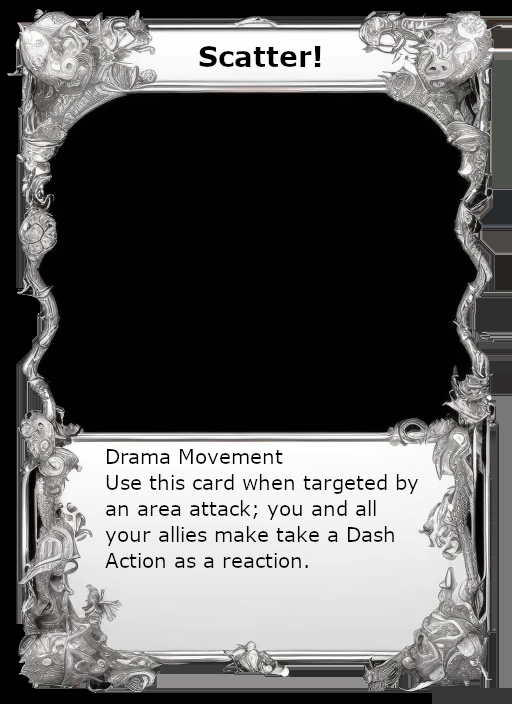 Scatter!
Drama Movement
Use this card when targeted by
an area attack; you and all
your allies make take a Dash
Action as a reaction.